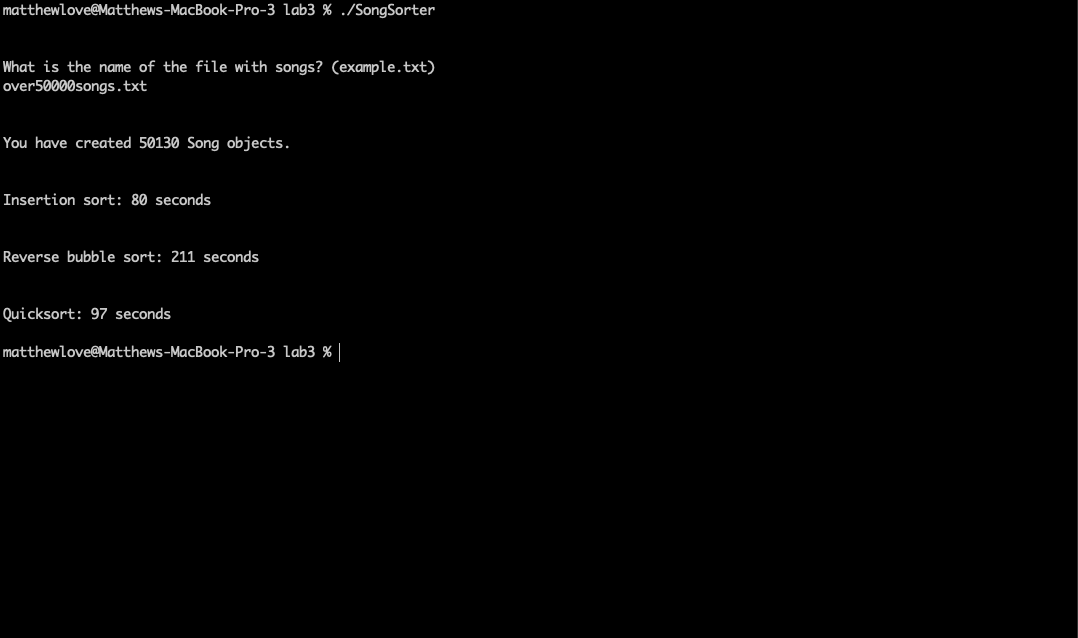 matthewlove@Matthews-MacBook-Pro-3 lab3 % ./SongSorter
What is the name of the file with songs? (example.txt)
over50000songs.txt
You have created 50130 Song objects.
Insertion sort: 80 seconds
Reverse bubble sort: 211 seconds
Quicksort: 97 seconds
matthewlove@Matthews-MacBook-Pro-3 lab3 %